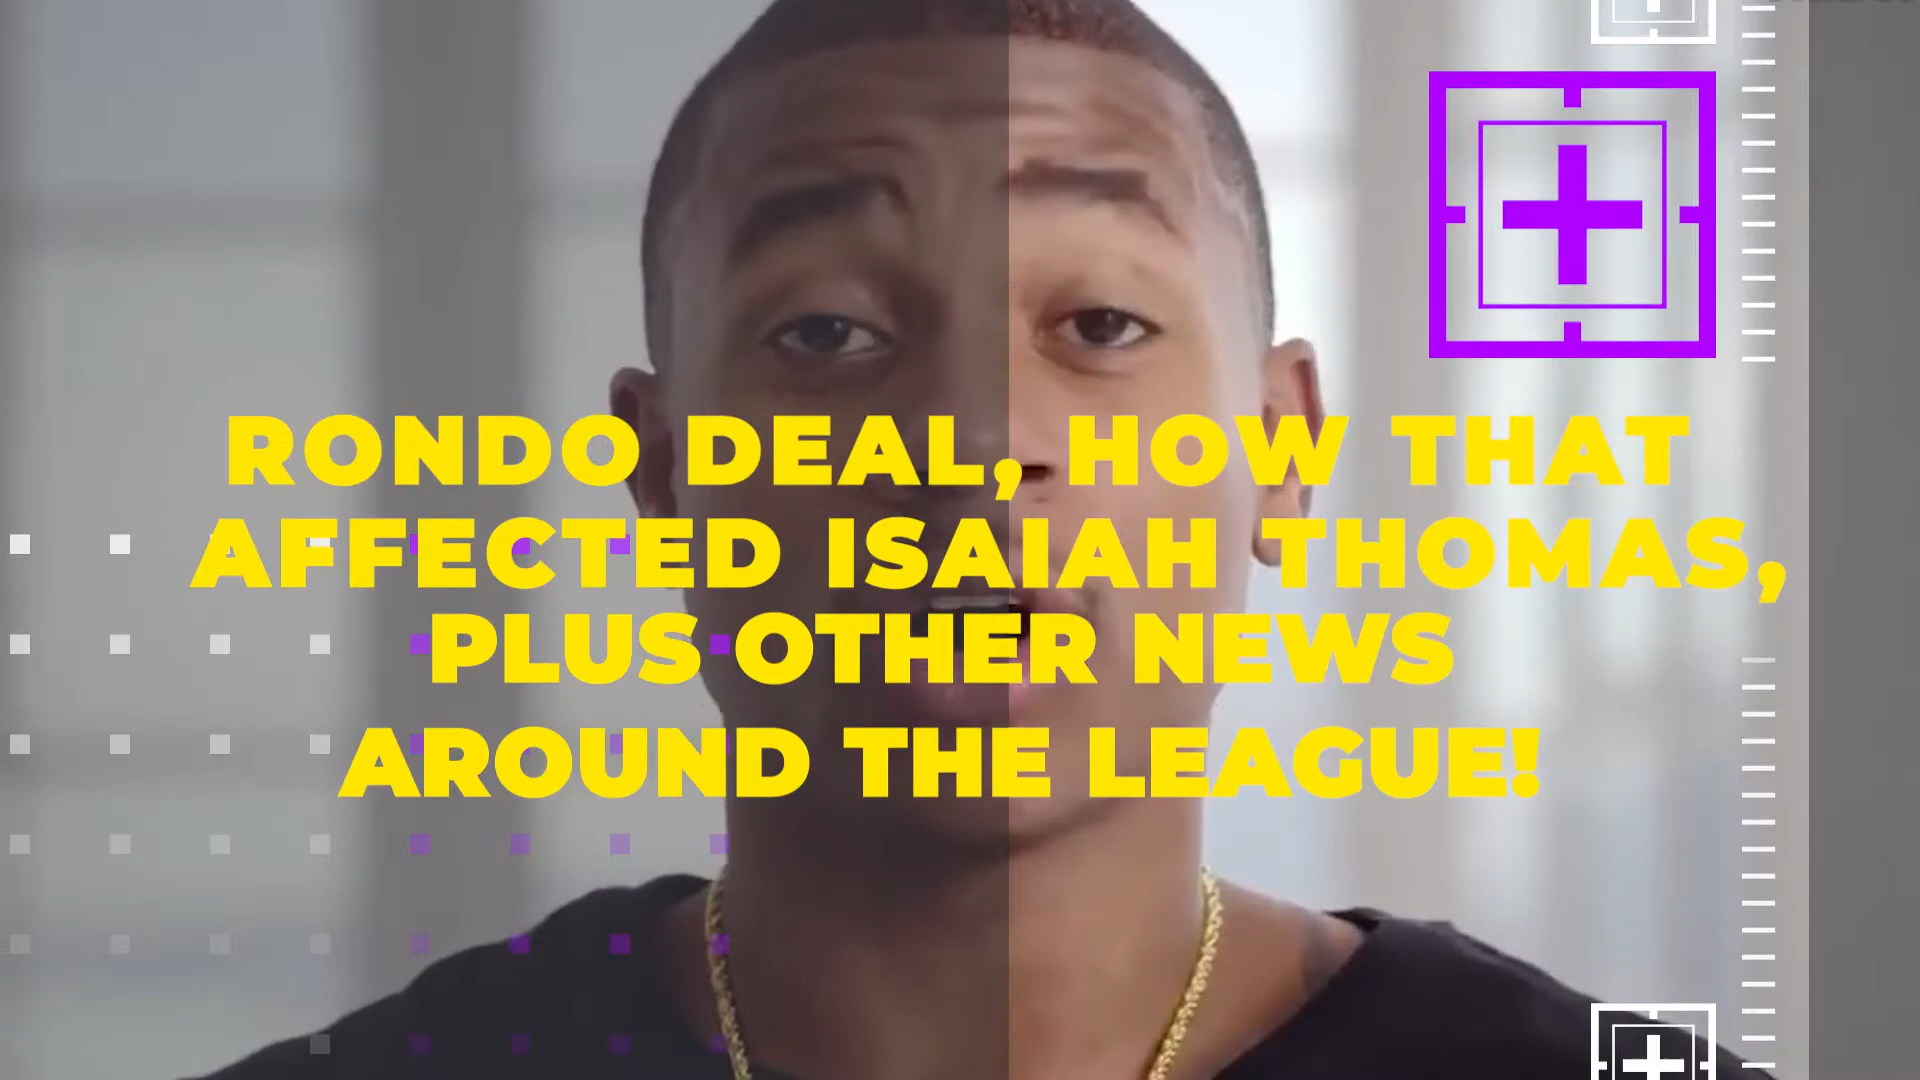 RONDO DEAL, HOW THAT
AFFECTED ISAIAH THOMAS,
PLUS OTHER NEWS
AROUND THE LEAGUE!